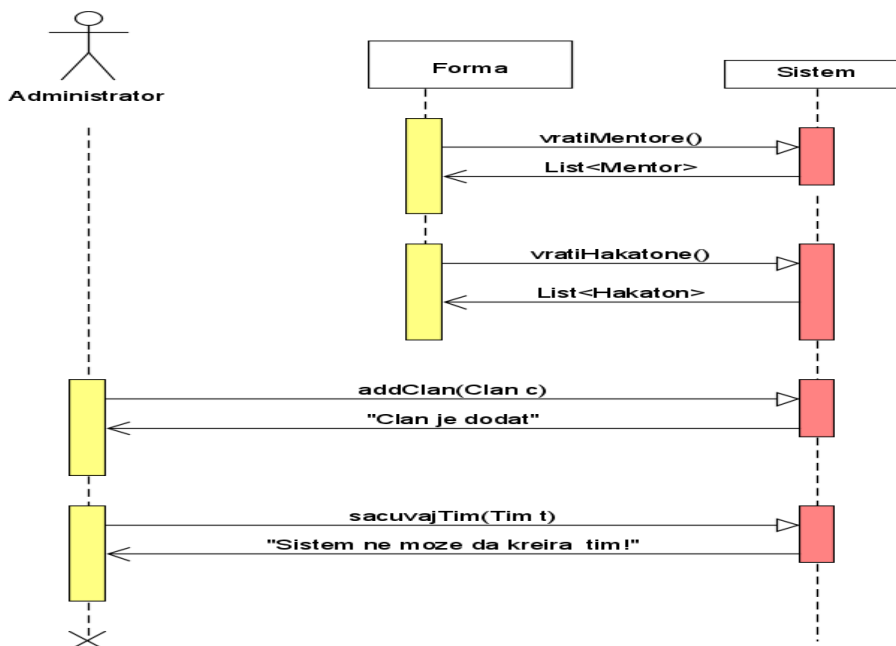 Administrator
Forma
Sistem
vratiMentore()
List<Mentor>
vratiHakatone()
List<Hakaton>
addClan(Clan c)
"Clan je dodat"
sacuvajTim(Tim t)
"Sistem ne moze da kreira  tim!"